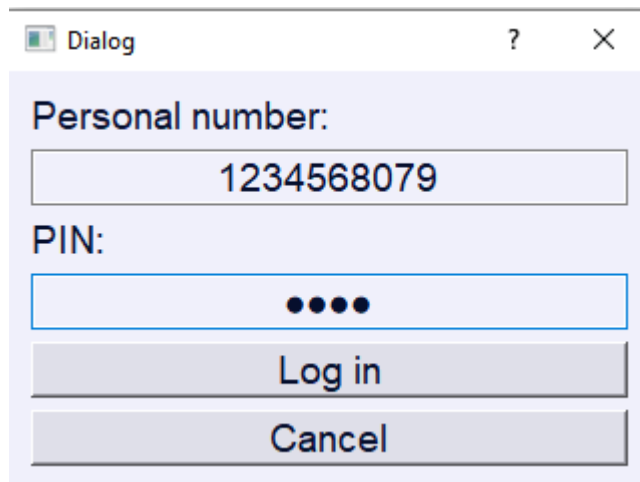 Dialog ?
Personal number:
1234568079
PIN:
●●●●
Log in
Cancel